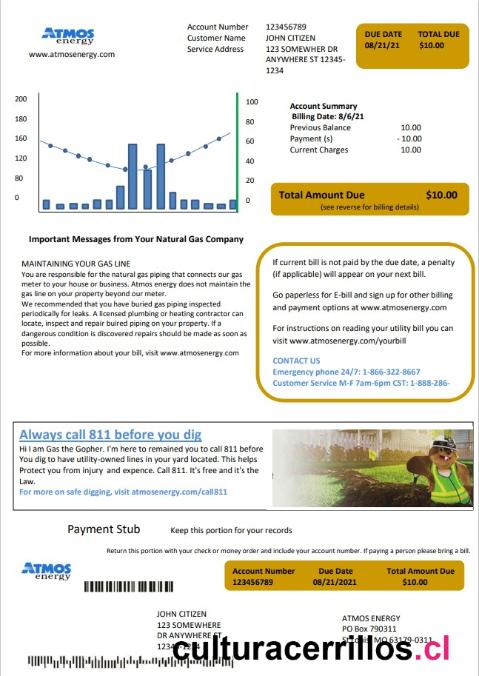 ATMOS
energy
www.atmosenergy.com
Account Number 123456789
Customer Name JOHN CITIZEN
Service Address 123 SOMEWHER DR
ANYWHERE ST 12345-
1234
DUE DATE TOTAL DUE
08/21/21 $10.00
200 100
160 80
120 60
80 40
40 20
0 0
Account Summary
Billing Date: 8/6/21
Previous Balance 10.00
Payment (s) - 10.00
Current Charges 10.00
Total Amount Due $10.00
(see reverse for billing details)
Important Messages from Your Natural Gas Company
MAINTAINING YOUR GAS LINE
You are responsible for the natural gas piping that connects our gas
meter to your house or business. Atmos energy does not maintain the
gas line on your property beyond our meter.
We recommend that you have buried gas piping inspected
periodically for leaks. A licensed plumbing or heating contractor can
locate, inspect and repair buired piping on your property. If a
dangerous condition is discovered repairs should be made as soon as
possible.
For more information about your bill, visit www.atmosenergy.com
If current bill is not paid by the due date, a penalty
(if applicable) will appear on your next bill.
Go paperless for E-bill and sign up for other billing
and payment options at www.atmosenergy.com
For instructions on reading your utility bill you can
visit www.atmosenergy.com/yourbill
CONTACT US
Emergency phone 24/7: 1-866-322-8667
Customer Service M-F 7am-6pm CST: 1-888-286-
Always call 811 before you dig
Hi I am Gas the Gopher. I'm here to remained you to call 811 before
You dig to have utility-owned lines in your yard located. This helps
Protect you from injury and expence. Call 811. It's free and it's the
Law.
For more on safe digging, visit atmosenergy.com/call811
Payment Stub Keep this portion for your records
Return this portion with your check or money order and include your account number. If paying a person please bring a bill.
ATMOS
energy
Account Number Due Date Total Amount Due
123456789 08/21/2021 $10.00
JOHN CITIZEN
123 SOMEWHERE
DR ANYWHERE ST
12345-1234
ATMOS ENERGY
PO Box 790311
St. Louis, MO 63179-0311
culturacerrillos.cl